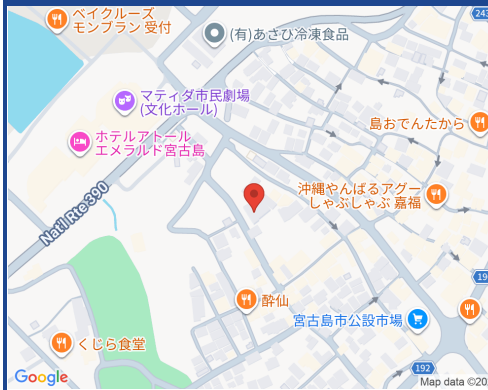 ベイクルーズ
モンブラン 受付
(有)あさひ冷凍食品
243
マティダ市民劇場
(文化ホール)
島おでんたから
ホテルアトール
エメラルド宮古島
沖縄やんばるアグー
しゃぶしゃぶ 嘉福
Nat'l Rte 390
酔仙
宮古島市公設市場
くじら食堂
192
Google
Map data ©20